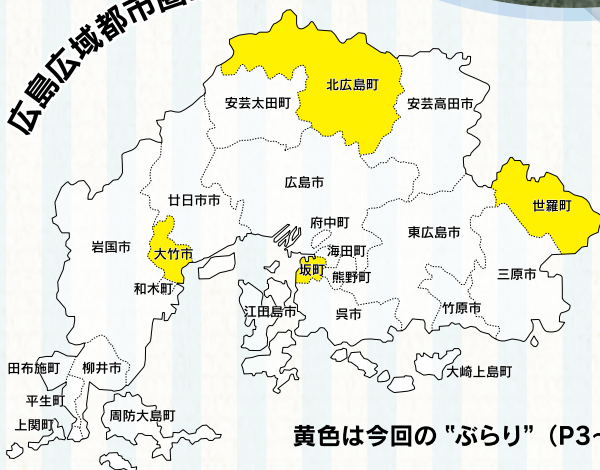 広島広域都市圏
北広島町
安芸太田町
安芸高田市
広島市
世羅町
廿日市市
府中町
東広島市
岩国市
大竹市
海田町
坂町
熊野町
三原市
和木町
江田島市
呉市
竹原市
田布施町
柳井市
大崎上島町
平生町
周防大島町
上関町
黄色は今回の “ぶらり”（P3~